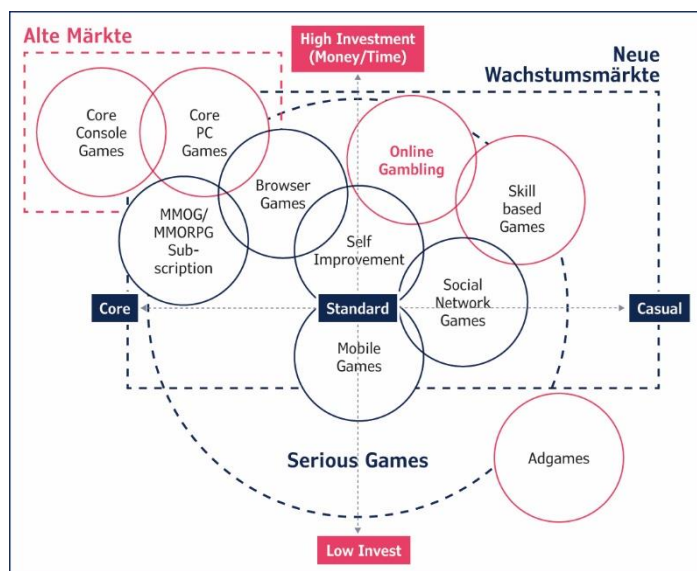 Alte Märkte
High Investment
(Money/Time)
Neue
Wachstumsmärkte
Core
Console
Games
Core
PC
Games
Online
Gambling
Browser
Games
Skill
based
Games
MMOG/
MMORPG
Sub-
scription
Self
Improvement
Social
Network
Games
Core
Standard
Casual
Mobile
Games
Serious Games
Adgames
Low Invest